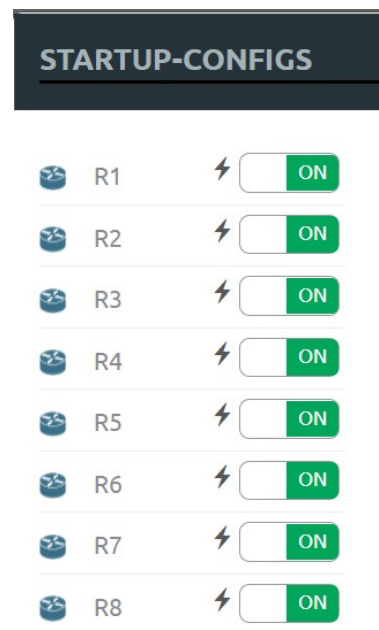 STARTUP-CONFIGS
R1 ON
R2 ON
R3 ON
R4 ON
R5 ON
R6 ON
R7 ON
R8 ON